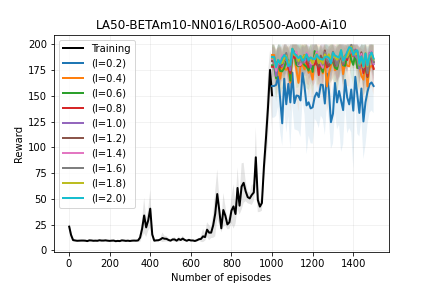 LA50-BETAm10-NN016/LR0500-Ao00-Ai10
Reward
200
175
150
125
100
75
50
25
0
Training
(l=0.2)
(l=0.4)
(l=0.6)
(l=0.8)
(l=1.0)
(l=1.2)
(l=1.4)
(l=1.6)
(l=1.8)
(l=2.0)
0 200 400 600 800 1000 1200 1400
Number of episodes